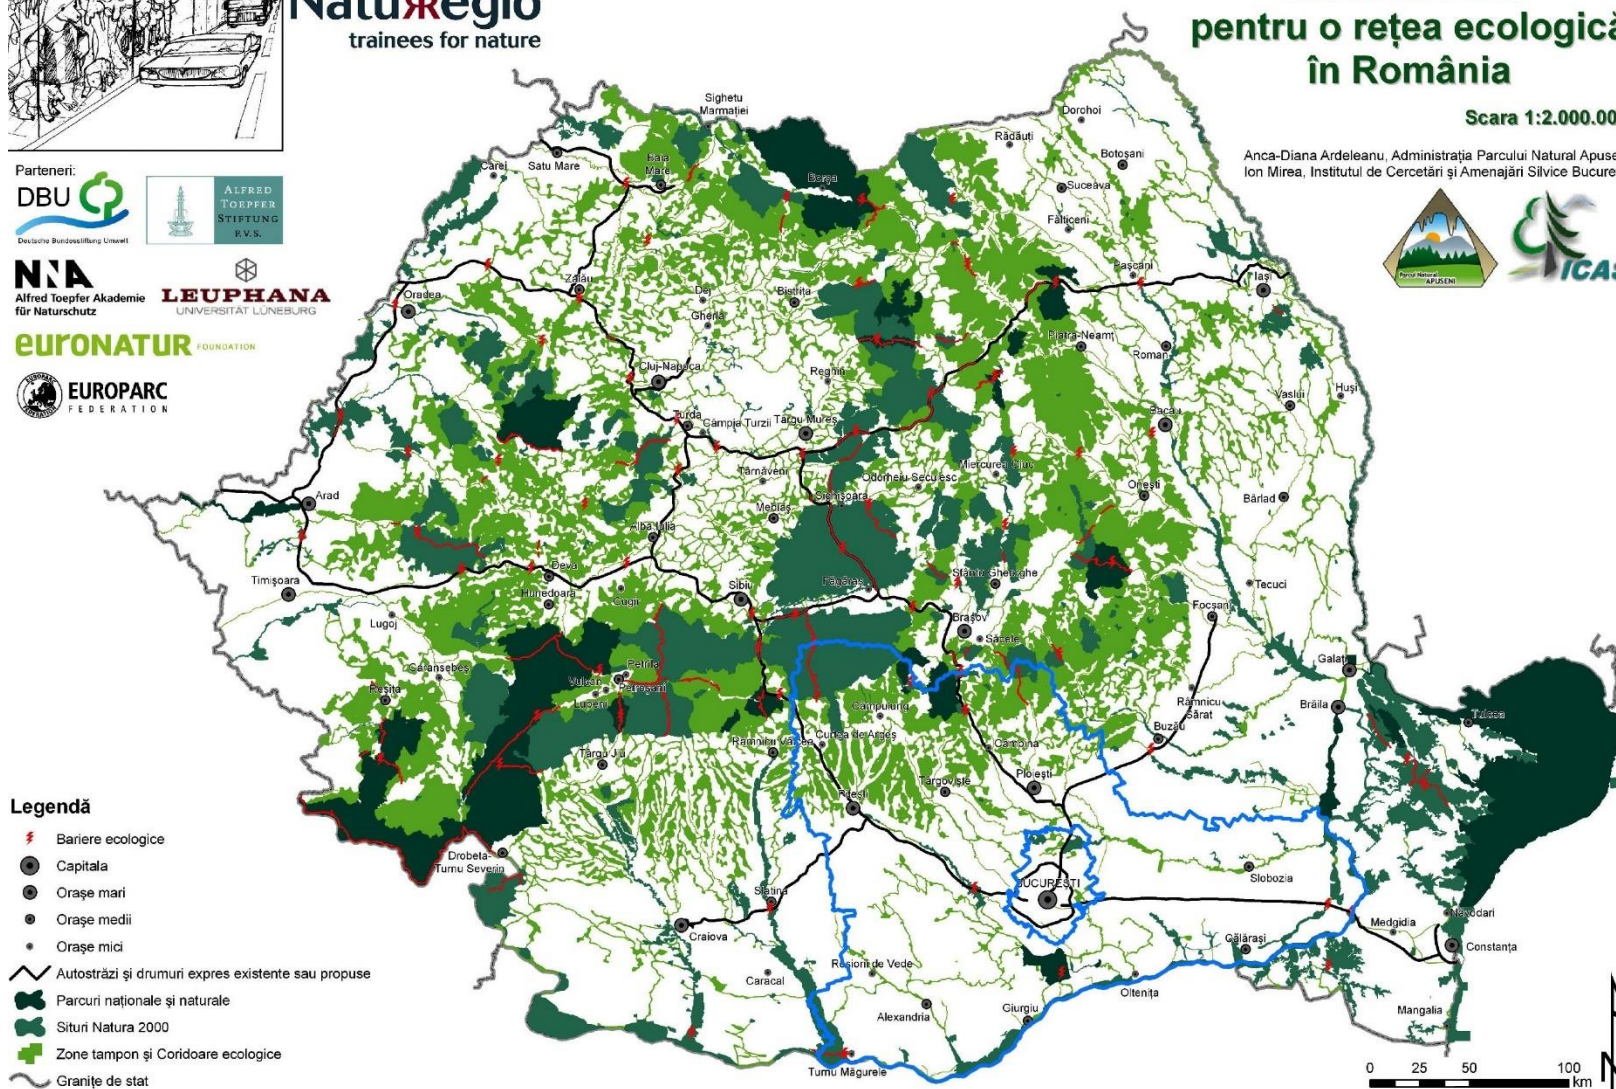 NatuRegio
trainees for nature
pentru o rețea ecologică
în România
Scara 1:2.000.00
Anca-Diana Ardeleanu, Administrația Parcului Natural Apuse
Ion Mirea, Institutul de Cercetări și Amenajări Silvice Bucure
Parcul Natural
APUSENI
ICAS
Parteneri:
DBU
Deutsche Bundesstiftung Umwelt
ALFRED
TOEPFER
STIFTUNG
F.V.S.
NNA
Alfred Toepfer Akademie
für Naturschutz
LEUPHANA
UNIVERSITÄT LÜNEBURG
euronatur FOUNDATION
EUROPARC
FEDERATION
Sighetu
Marmației
Dorohoi
Rădăuți
Botoșani
Satu Mare
Carei
Baia
Mare
Borșa
Suceava
Fălticeni
Pașcani
Iași
Zalău
Oradea
Dej
Bistrița
Gherla
Piatra-Neamț
Roman
Cluj-Napoca
Reghin
Vaslui
Huși
Bacău
Turda
Câmpia Turzii
Târgu Mureș
Târnăveni
Odorheiu Secuiesc
Miercurea Ciuc
Onești
Bârlad
Arad
Sighișoara
Mediaș
Alba Iulia
Timișoara
Deva
Hunedoara
Cugir
Sibiu
Făgăraș
Sfântu Gheorghe
Tecuci
Focșani
Lugoj
Brașov
Săcele
Caransebeș
Reșița
Petrila
Vulcan
Petroșani
Lupeni
Galați
Câmpulung
Râmnicu
Sărat
Brăila
Tulcea
Târgu Jiu
Râmnicu Vâlcea
Curtea de Argeș
Câmpina
Buzău
Târgoviște
Ploiești
Pitești
Drobeta-
Turnu Severin
Slatina
BUCUREȘTI
Slobozia
Craiova
Medgidia
Năvodari
Constanța
Călărași
Caracal
Roșiorii de Vede
Oltenița
Alexandria
Giurgiu
Mangalia
Turnu Măgurele
Legendă
Bariere ecologice
Capitala
Orașe mari
Orașe medii
Orașe mici
Autostrăzi și drumuri expres existente sau propuse
Parcuri naționale și naturale
Situri Natura 2000
Zone tampon și Coridoare ecologice
Granițe de stat
0 25 50 100
km
N